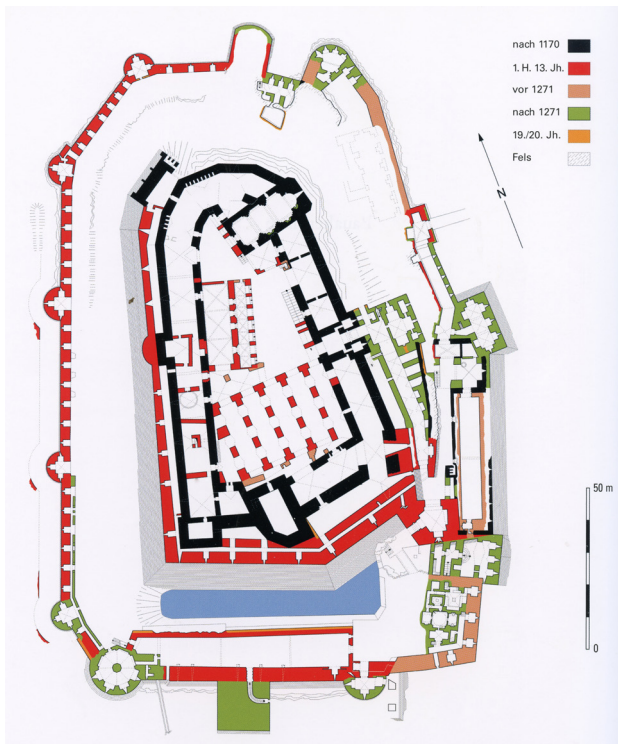 nach 1170
1. H. 13. Jh.
vor 1271
nach 1271
19./20. Jh.
Fels
N
50 m
0